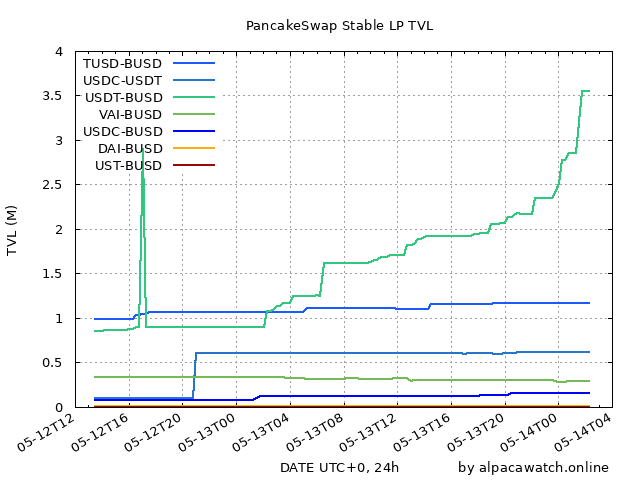 PancakeSwap Stable LP TVL
4
3.5
3
2.5
2
1.5
1
0.5
0
TVL (M)
TUSD-BUSD
USDC-USDT
USDT-BUSD
VAI-BUSD
USDC-BUSD
DAI-BUSD
UST-BUSD
05-12T12
05-12T16
05-12T20
05-13T00
05-13T04
05-13T08
05-13T12
05-13T16
05-13T20
05-14T00
05-14T04
DATE UTC+0, 24h
by alpacawatch.online